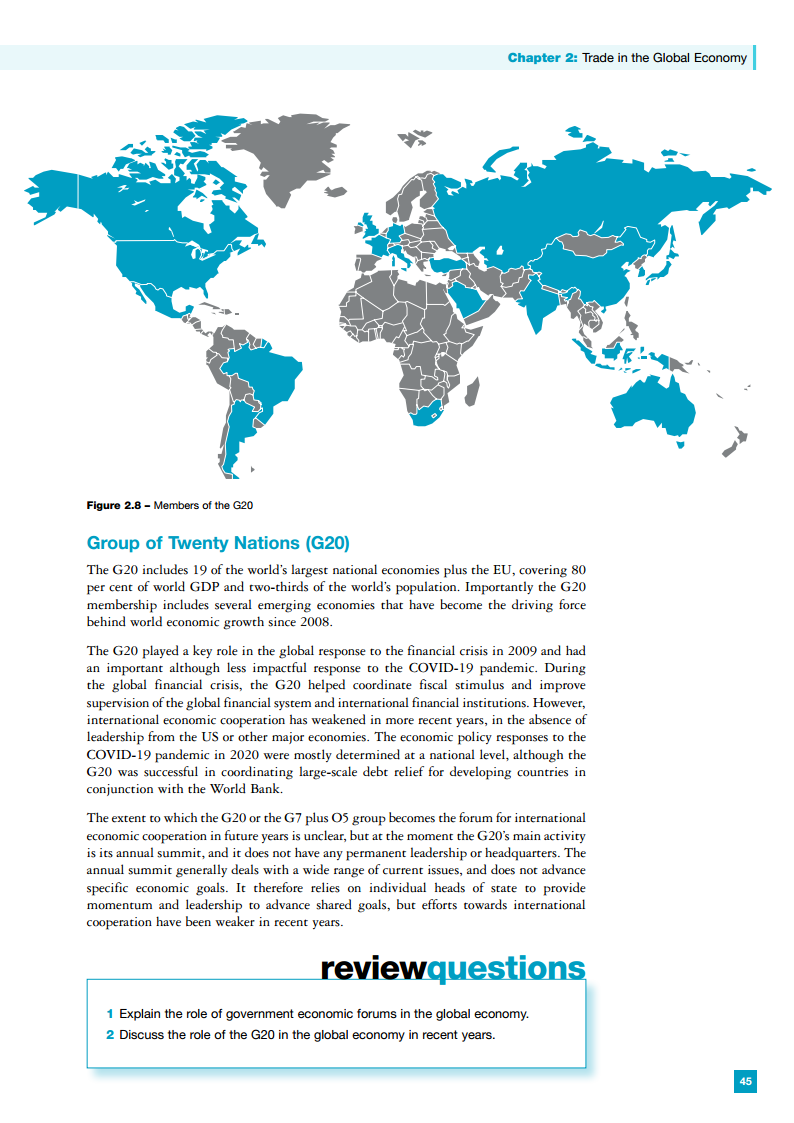 Chapter 2: Trade in the Global Economy
Figure 2.8 – Members of the G20
Group of Twenty Nations (G20)
The G20 includes 19 of the world's largest national economies plus the EU, covering 80
per cent of world GDP and two-thirds of the world's population. Importantly the G20
membership includes several emerging economies that have become the driving force
behind world economic growth since 2008.
The G20 played a key role in the global response to the financial crisis in 2009 and had
an important although less impactful response to the COVID-19 pandemic. During
the global financial crisis, the G20 helped coordinate fiscal stimulus and improve
supervision of the global financial system and international financial institutions. However,
international economic cooperation has weakened in more recent years, in the absence of
leadership from the US or other major economies. The economic policy responses to the
COVID-19 pandemic in 2020 were mostly determined at a national level, although the
G20 was successful in coordinating large-scale debt relief for developing countries in
conjunction with the World Bank.
The extent to which the G20 or the G7 plus O5 group becomes the forum for international
economic cooperation in future years is unclear, but at the moment the G20's main activity
is its annual summit, and it does not have any permanent leadership or headquarters. The
annual summit generally deals with a wide range of current issues, and does not advance
specific economic goals. It therefore relies on individual heads of state to provide
momentum and leadership to advance shared goals, but efforts towards international
cooperation have been weaker in recent years.
reviewquestions
1 Explain the role of government economic forums in the global economy.
2 Discuss the role of the G20 in the global economy in recent years.
45